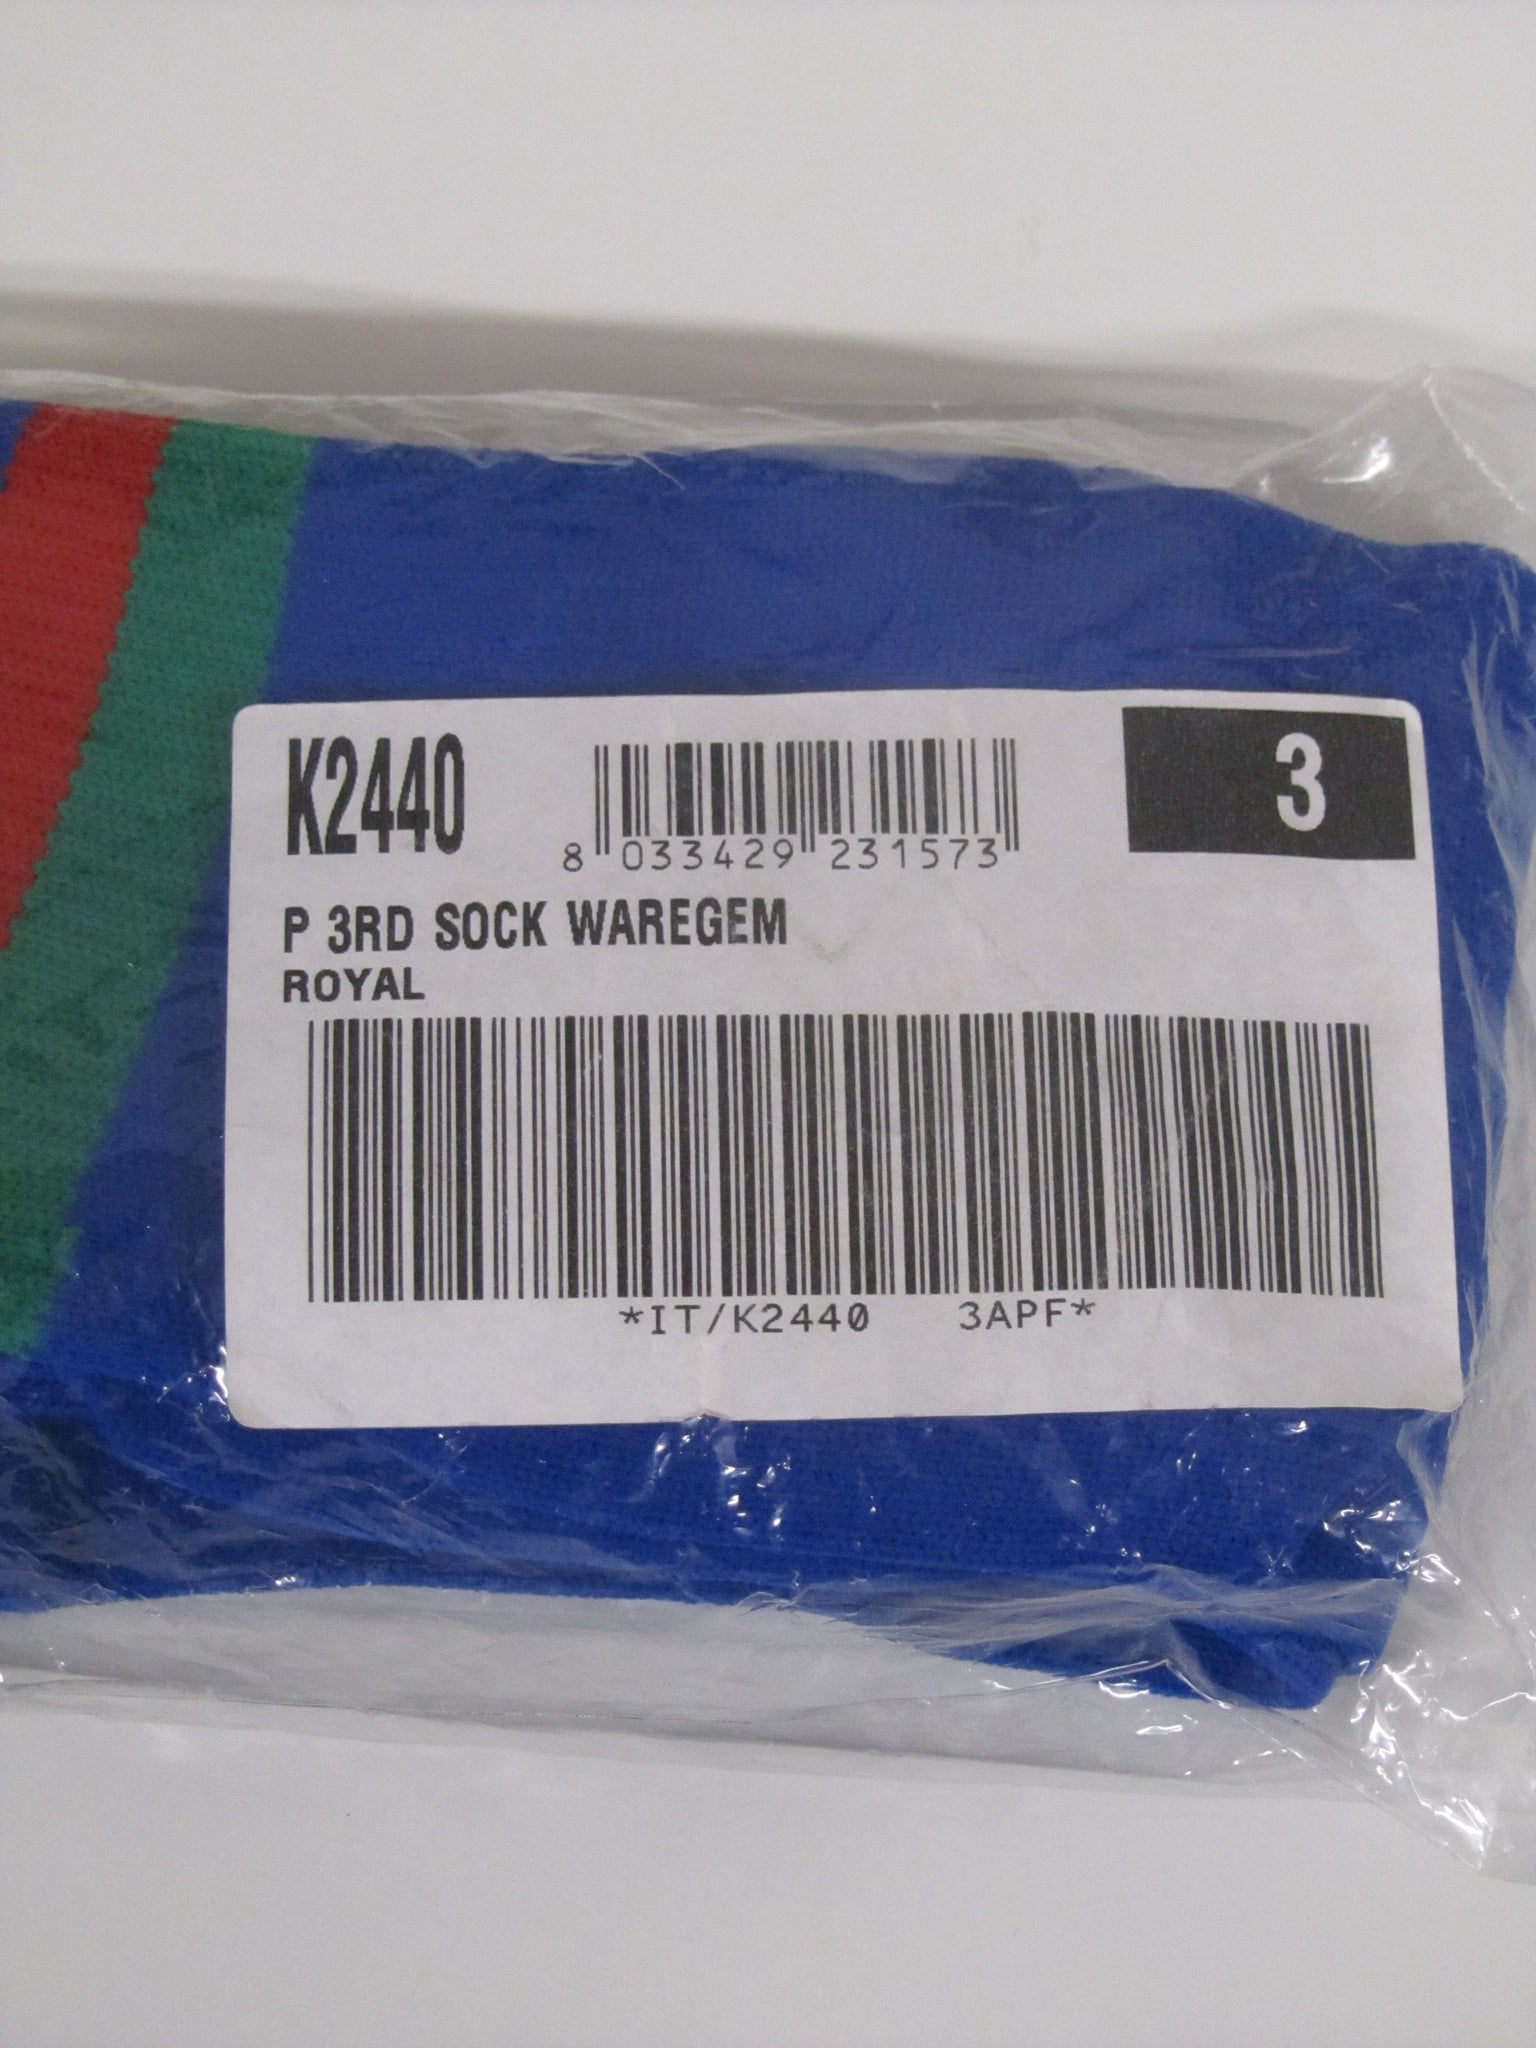 K2440
3
8 033429 231573
P 3RD SOCK WAREGEM
ROYAL
*IT/K2440 3APF*